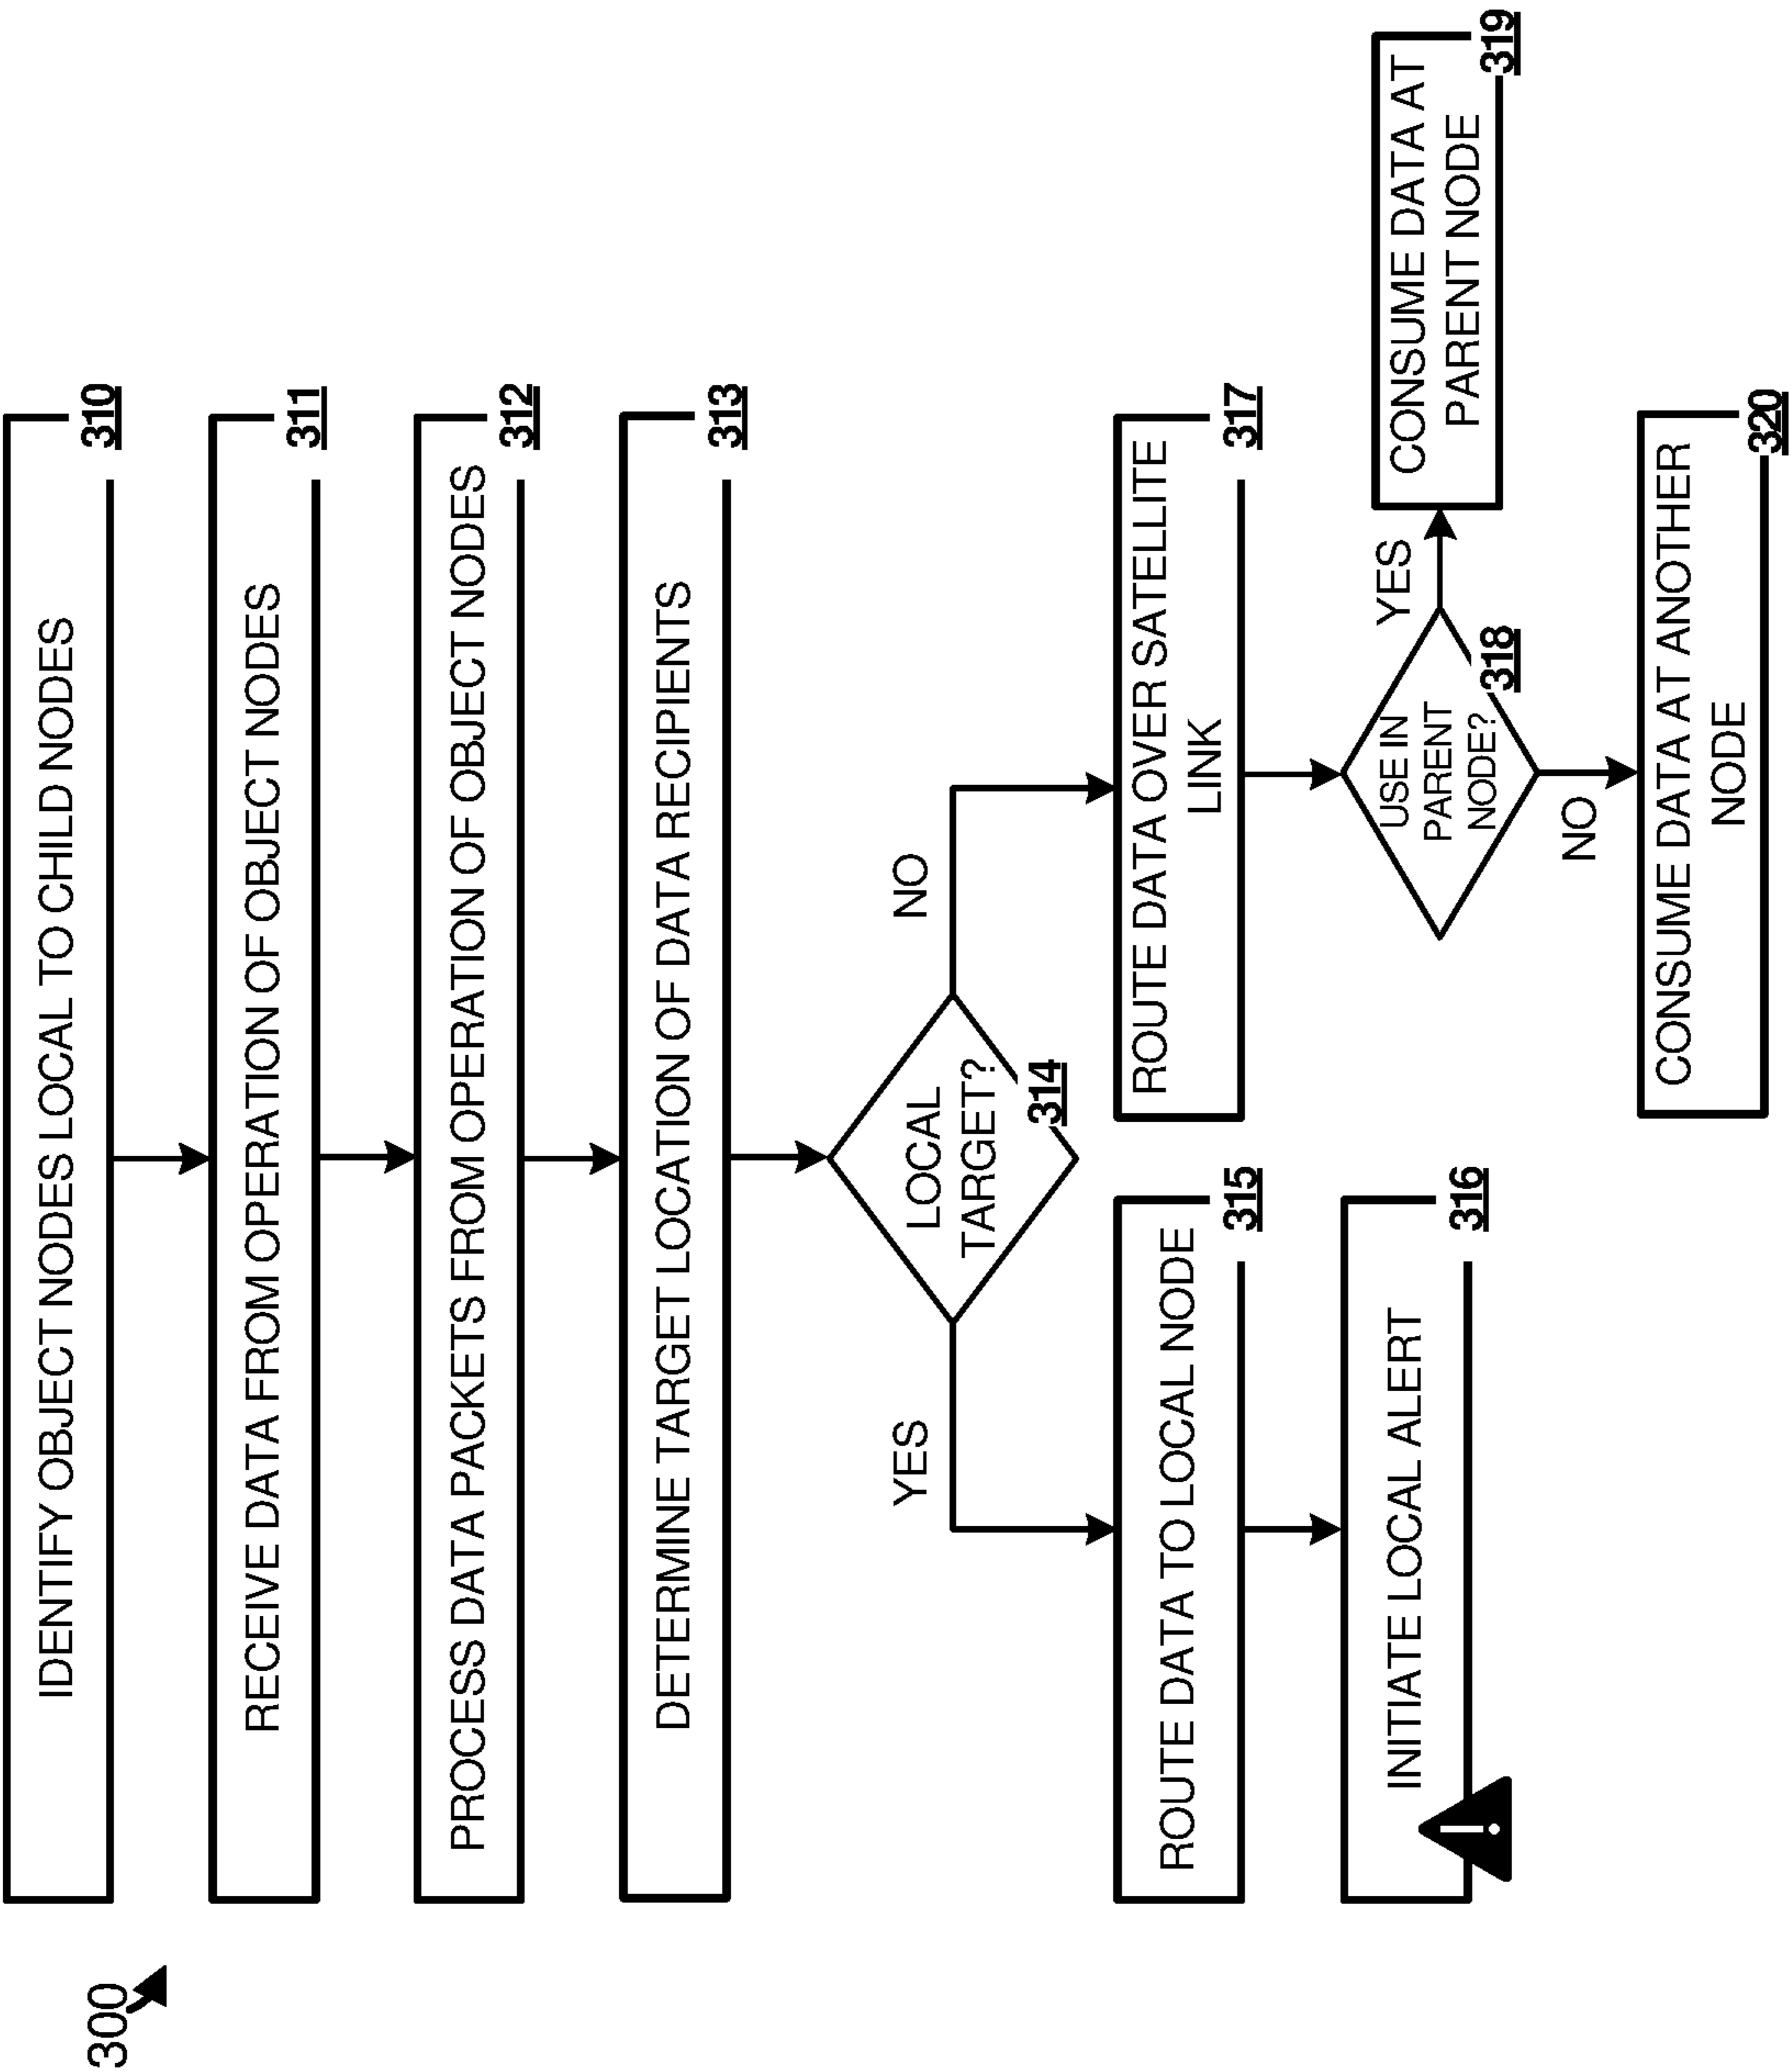 300
IDENTIFY OBJECT NODES LOCAL TO CHILD NODES
310
RECEIVE DATA FROM OPERATION OF OBJECT NODES
311
PROCESS DATA PACKETS FROM OPERATION OF OBJECT NODES
312
DETERMINE TARGET LOCATION OF DATA RECIPIENTS
313
LOCAL
TARGET?
314
YES
NO
ROUTE DATA TO LOCAL NODE
315
INITIATE LOCAL ALERT
316
ROUTE DATA OVER SATELLITE
LINK
317
USE IN
PARENT
NODE?
318
YES
CONSUME DATA AT
PARENT NODE
319
NO
CONSUME DATA AT ANOTHER
NODE
320